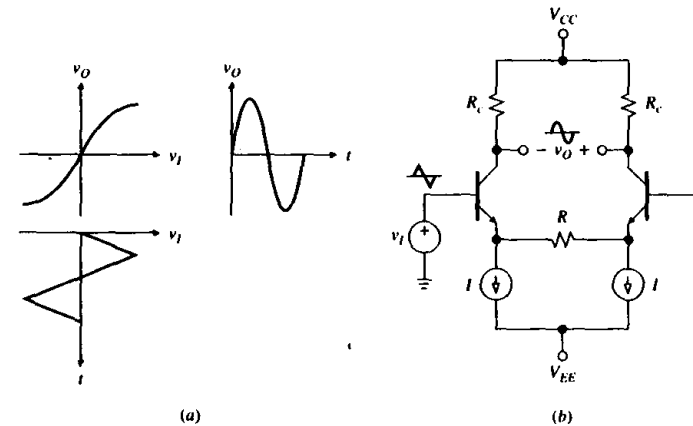 V_CC
v_O
v_O
R_c
R_c
v_I
t
- v_O +
v_I
R
v_I
I
I
t
V_EE
(a)
(b)